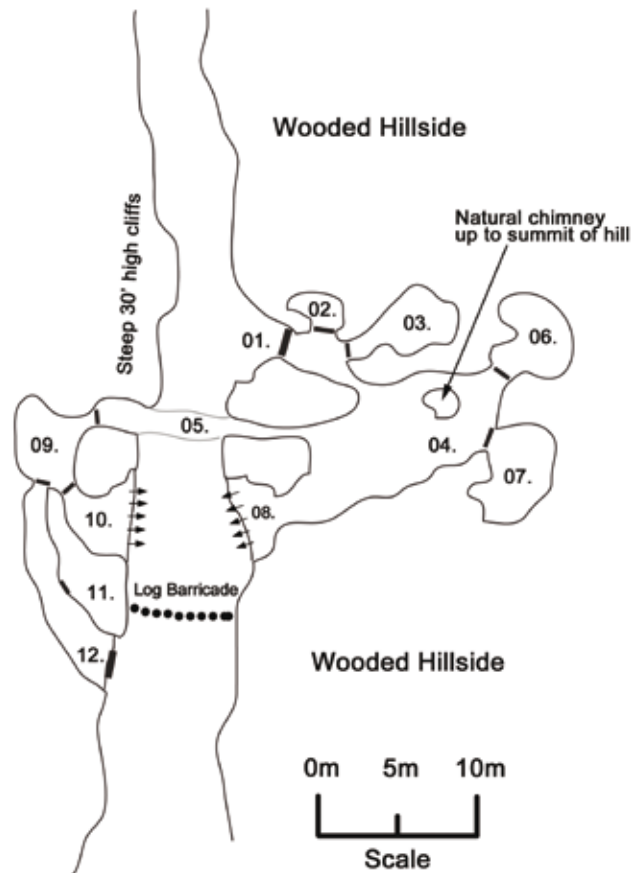 Wooded Hillside
Steep 30' high cliffs
Natural chimney
up to summit of hill
02.
03.
01.
06.
05.
09.
04.
07.
10.
08.
11.
Log Barricade
12.
Wooded Hillside
0m 5m 10m
Scale